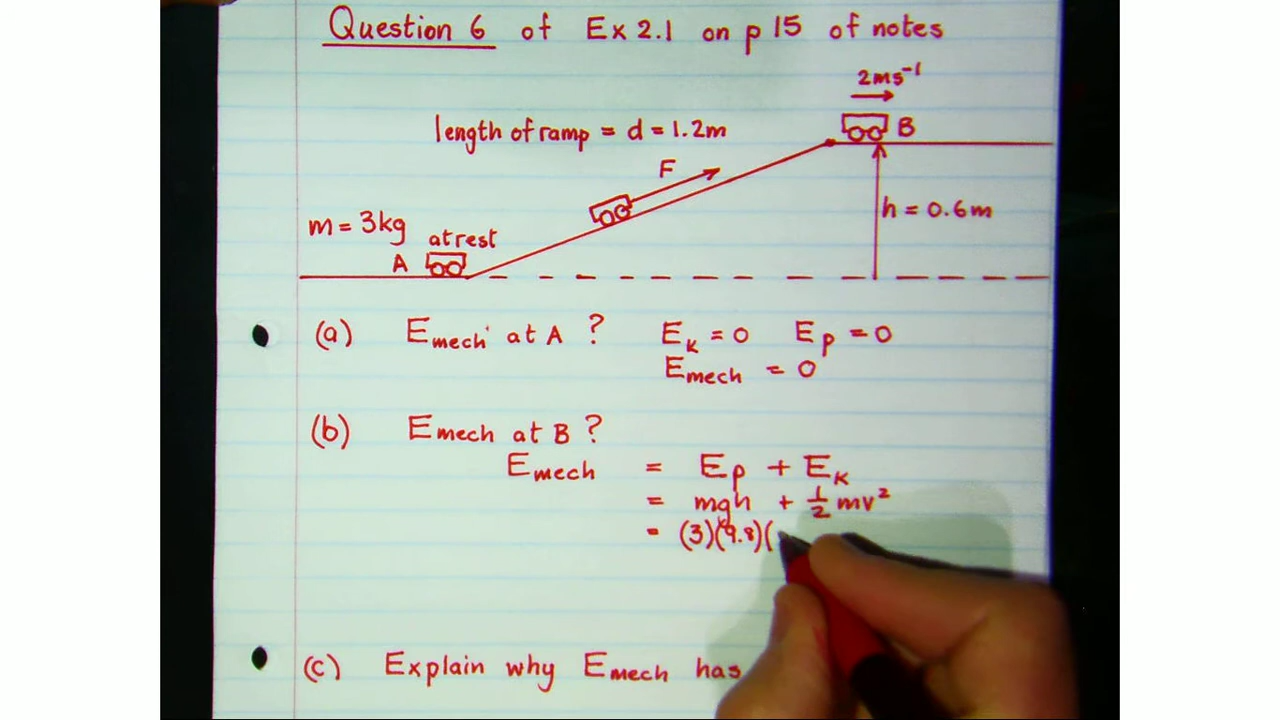 Question 6 of Ex 2.1 on p 15 of notes
2ms⁻¹
length of ramp = d = 1.2m
B
F
h = 0.6m
m = 3kg
at rest
A
(a) Emech at A ? EK = 0 Ep = 0
Emech = 0
(b) Emech at B ?
Emech = Ep + EK
= mgh + ½ mv²
= (3)(9.8)(
(c) Explain why Emech has